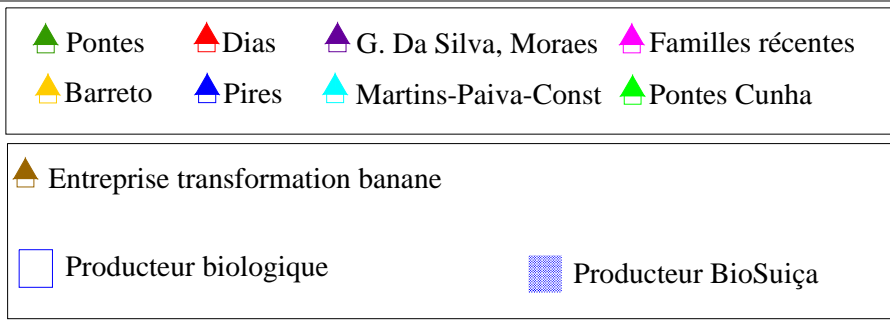 Pontes Dias G. Da Silva, Moraes Familles récentes
Barreto Pires Martins-Paiva-Const Pontes Cunha
Entreprise transformation banane
Producteur biologique Producteur BioSuiça